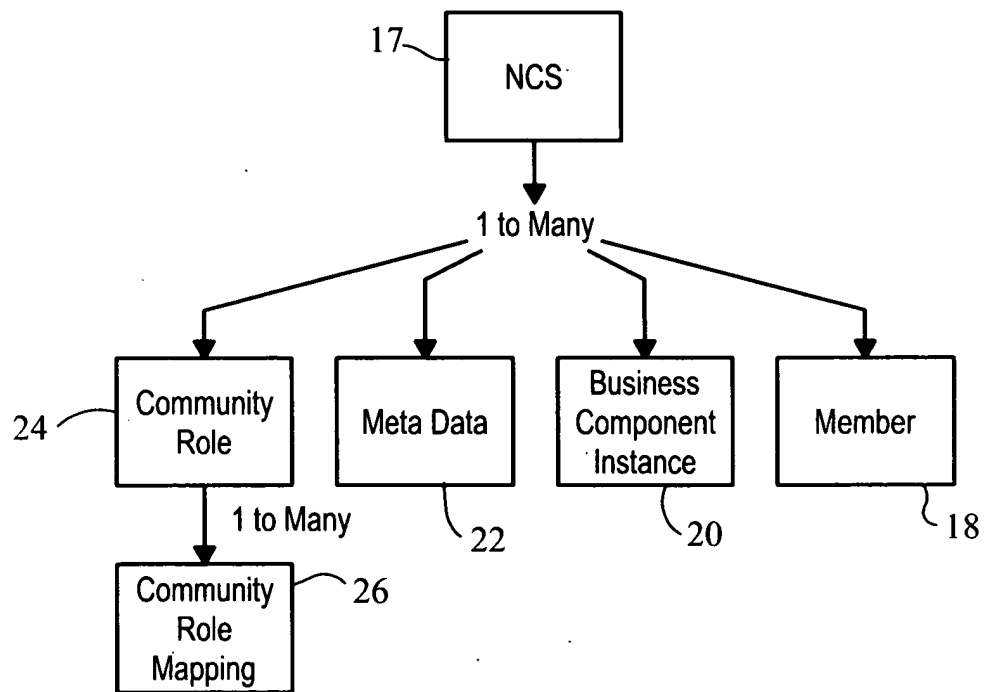 17
NCS
1 to Many
24
Community
Role
Meta Data
22
Business
Component
Instance
20
Member
18
1 to Many
Community
Role
Mapping
26